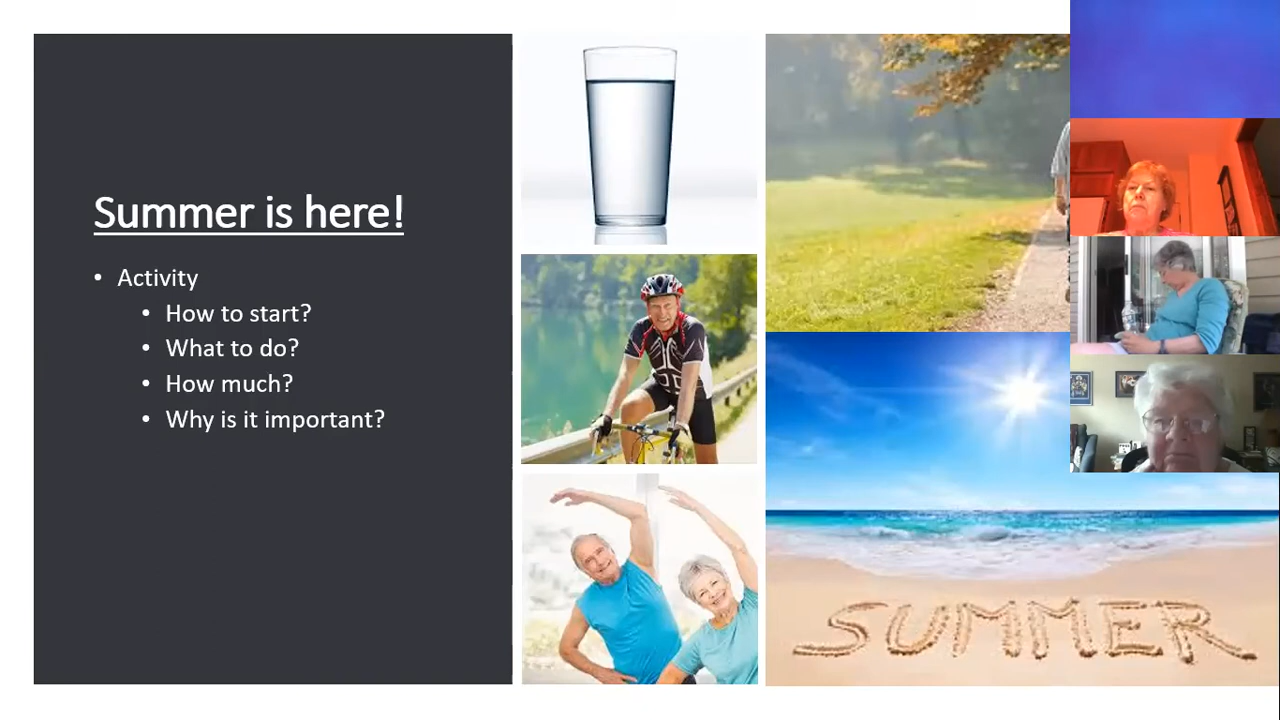 Summer is here!
• Activity
• How to start?
• What to do?
• How much?
• Why is it important?
SUMMER